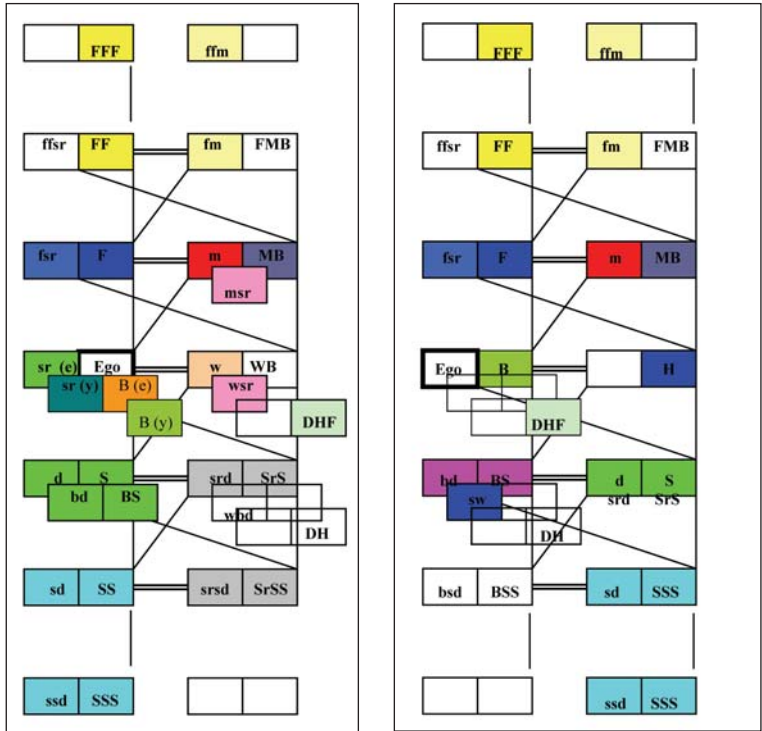 FFF ffm
ffsr FF fm FMB
fsr F m MB
msr
sr (e) Ego w WB
sr (y) B (e) wsr
B (y) DHF
d S srd SrS
bd BS wbd
DH
sd SS srsd SrSS
ssd SSS
FFF ffm
ffsr FF fm FMB
fsr F m MB
Ego B H
DHF
bd BS d S
sw srd SrS
DH
bsd BSS sd SSS
ssd SSS